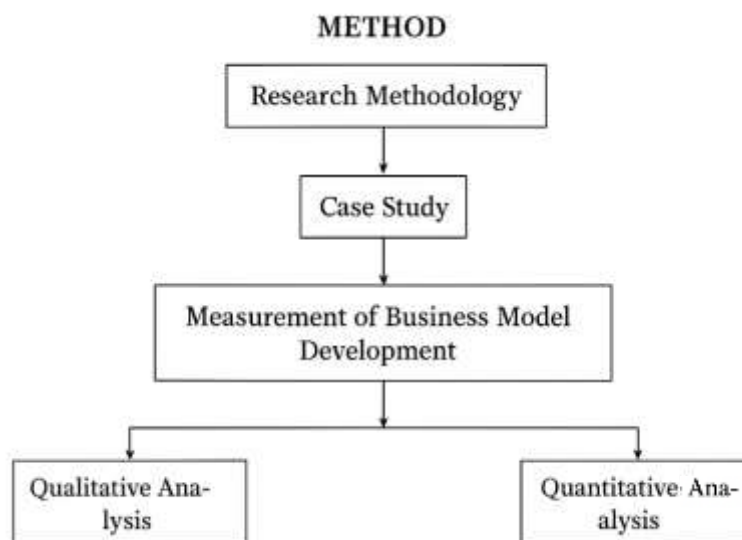 METHOD
Research Methodology
Case Study
Measurement of Business Model
Development
Qualitative Ana-
lysis
Quantitative Ana-
alysis